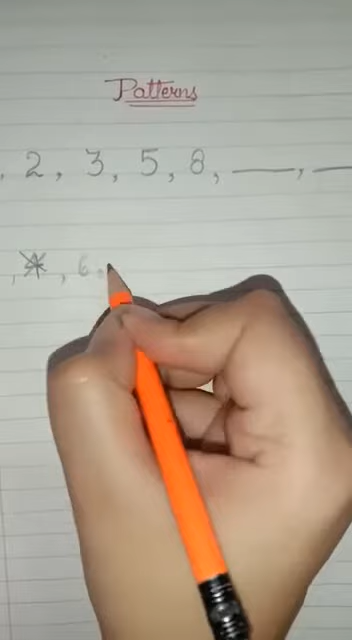 Patterns
, 2, 3, 5, 8, ___, ___
, 6